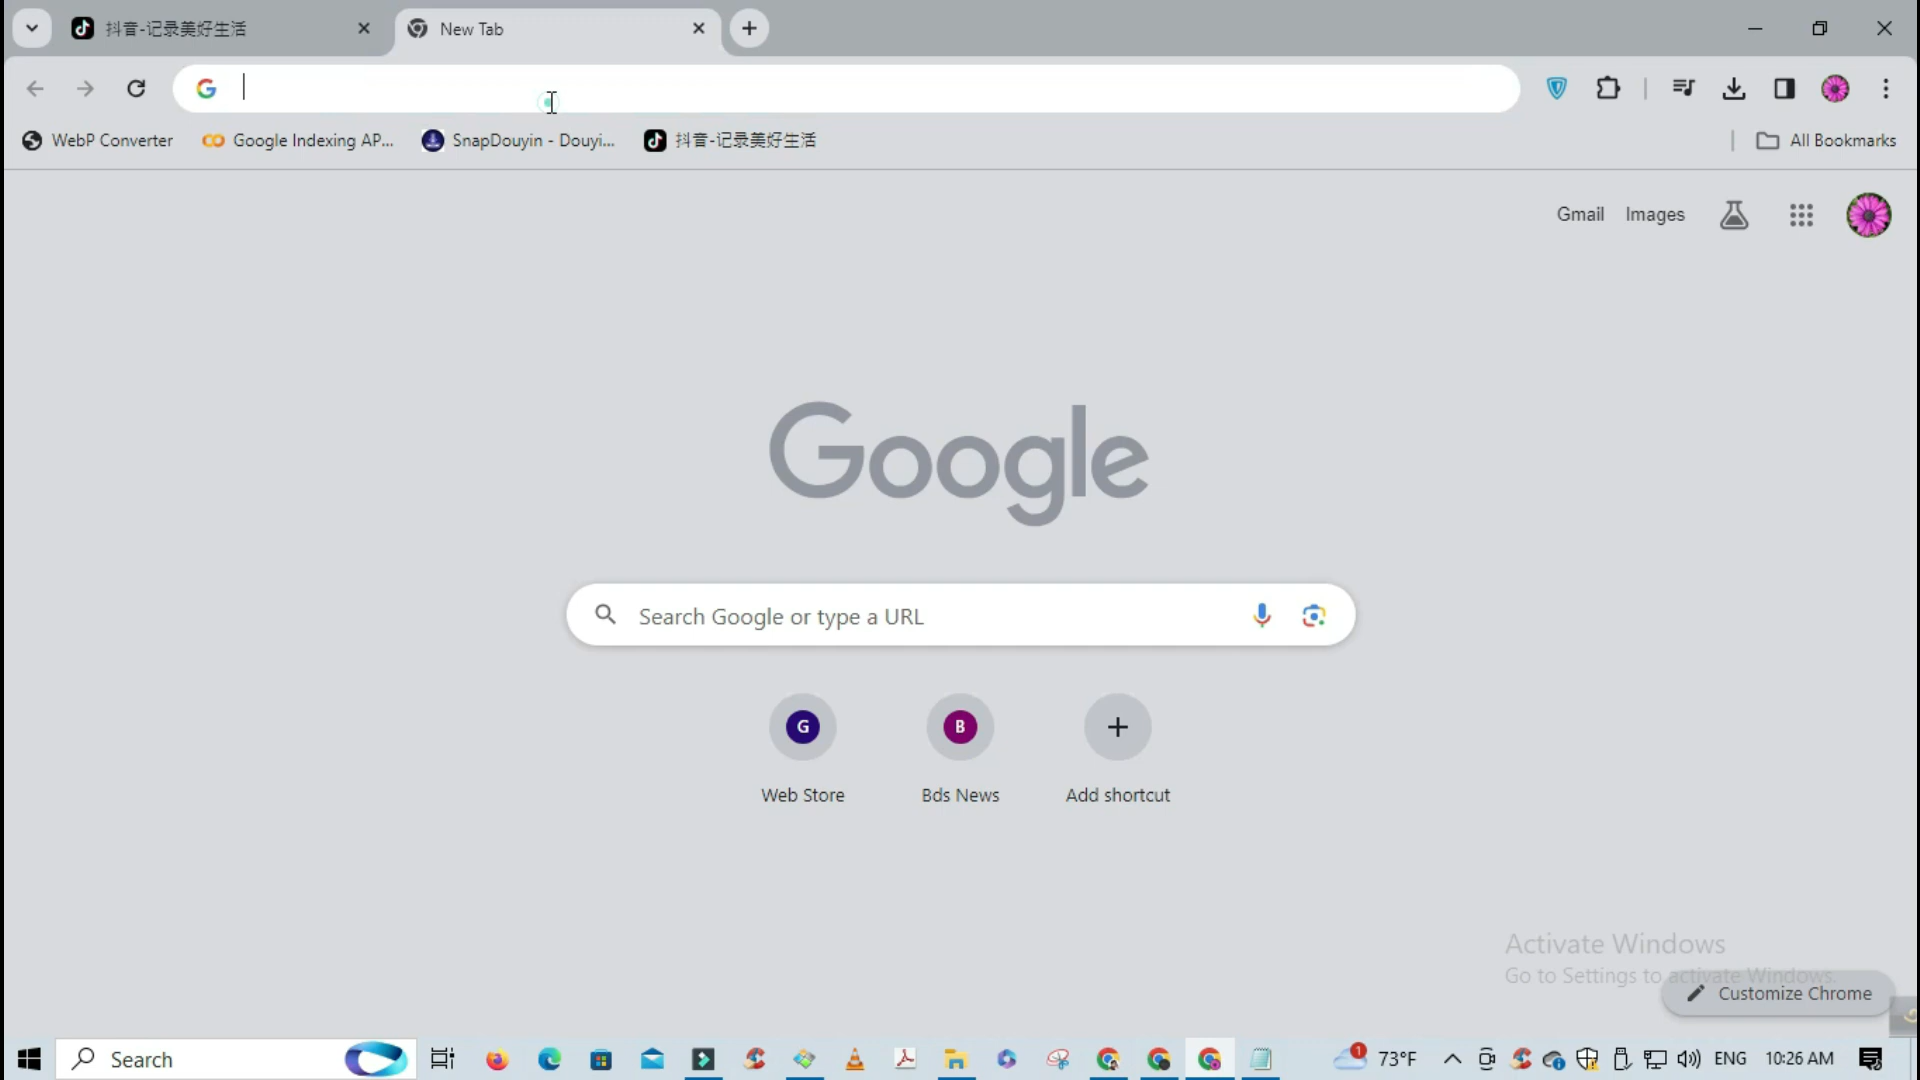 抖音-记录美好生活
New Tab
WebP Converter
Google Indexing AP...
SnapDouyin - Douyi...
抖音-记录美好生活
All Bookmarks
Gmail
Images
Google
Search Google or type a URL
G
B
Web Store
Bds News
Add shortcut
Activate Windows
Go to Settings to activate Windows.
Customize Chrome
Search
1
73°F
ENG
10:26 AM